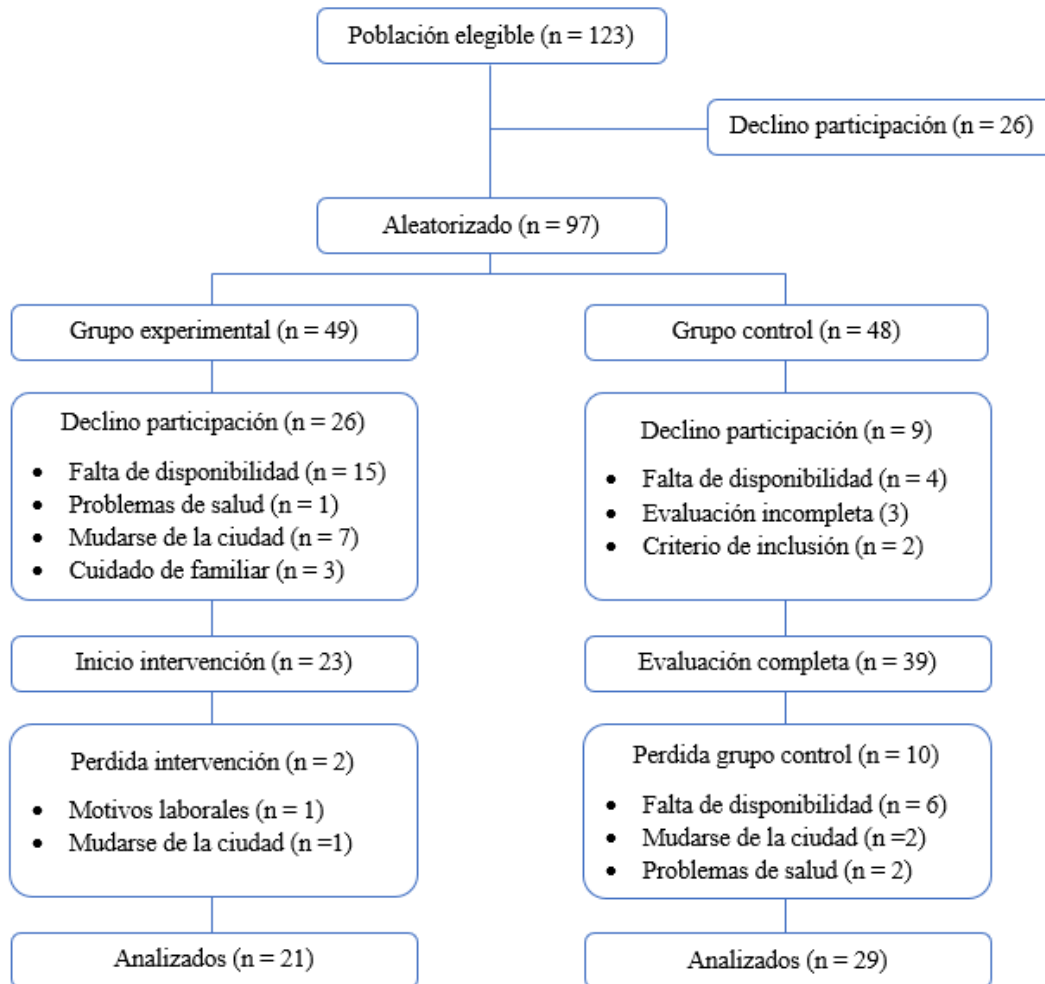 Población elegible (n = 123)
Declino participación (n = 26)
Aleatorizado (n = 97)
Grupo experimental (n = 49)
Grupo control (n = 48)
Declino participación (n = 26)
• Falta de disponibilidad (n = 15)
• Problemas de salud (n = 1)
• Mudarse de la ciudad (n = 7)
• Cuidado de familiar (n = 3)
Declino participación (n = 9)
• Falta de disponibilidad (n = 4)
• Evaluación incompleta (3)
• Criterio de inclusión (n = 2)
Inicio intervención (n = 23)
Evaluación completa (n = 39)
Perdida intervención (n = 2)
• Motivos laborales (n = 1)
• Mudarse de la ciudad (n =1)
Perdida grupo control (n = 10)
• Falta de disponibilidad (n = 6)
• Mudarse de la ciudad (n =2)
• Problemas de salud (n = 2)
Analizados (n = 21)
Analizados (n = 29)